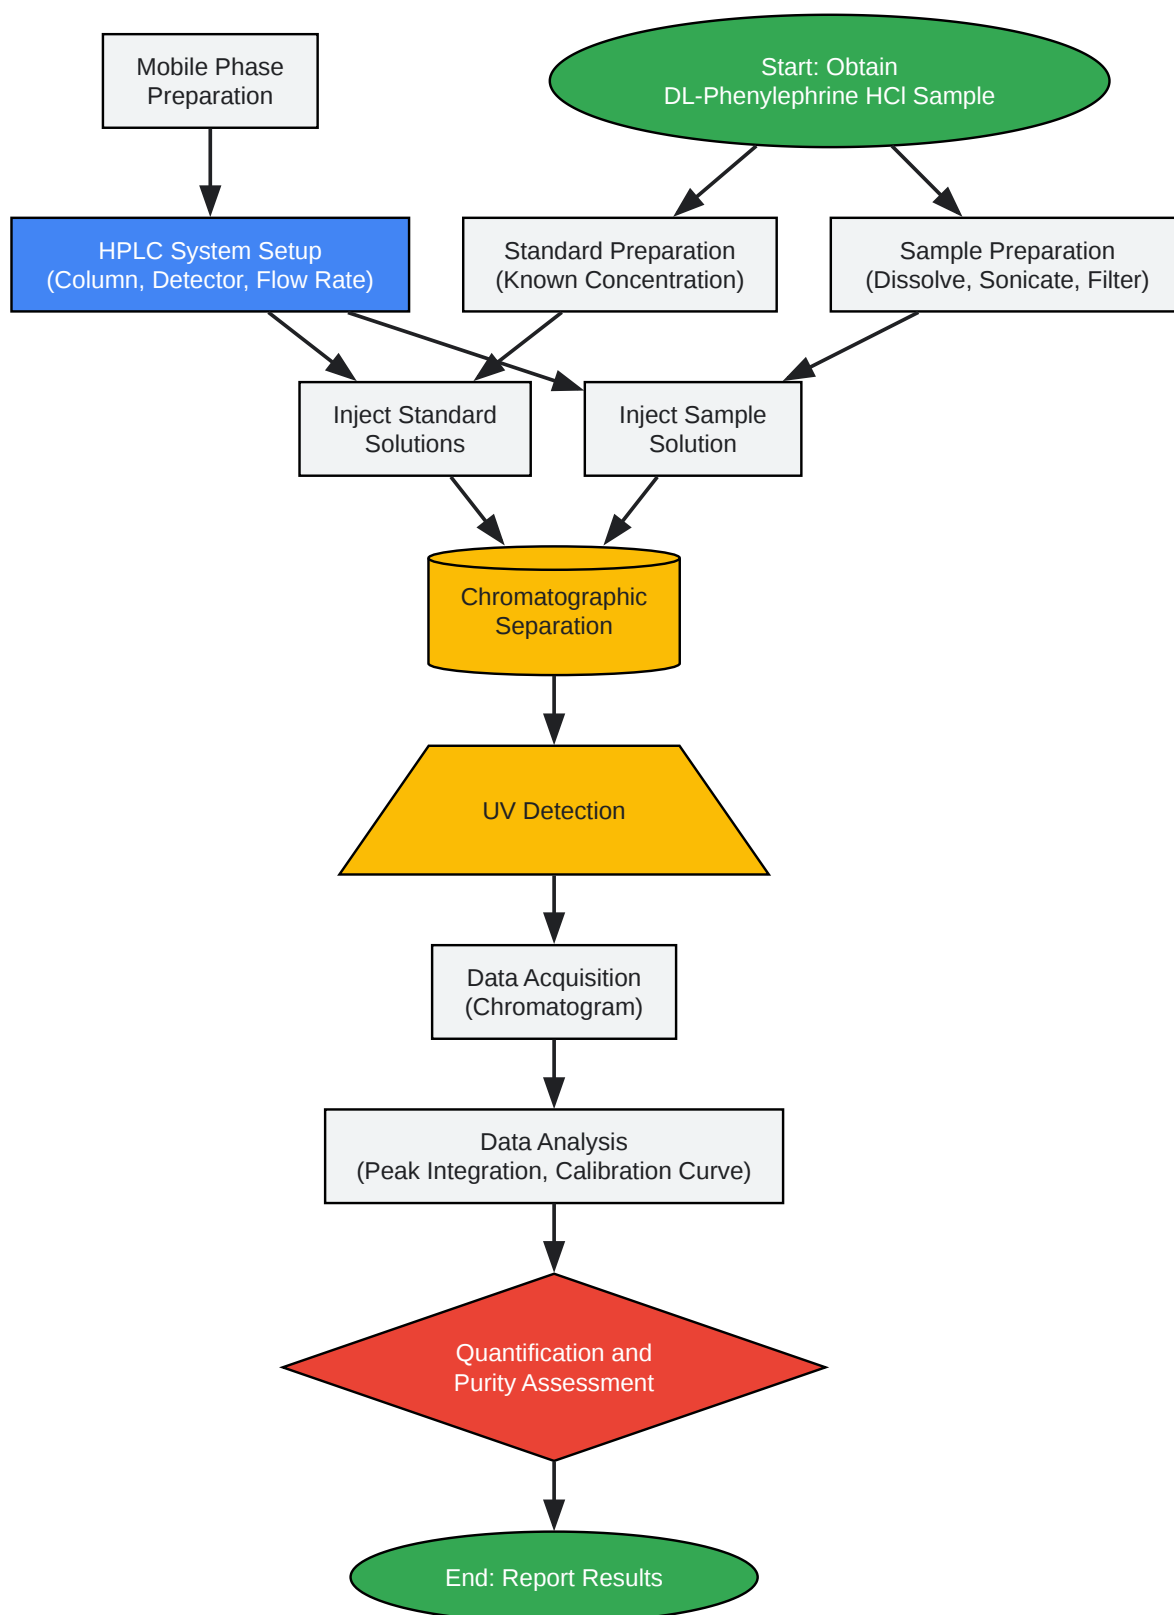 Mobile Phase
Preparation
Start: Obtain
DL-Phenylephrine HCl Sample
HPLC System Setup
(Column, Detector, Flow Rate)
Standard Preparation
(Known Concentration)
Sample Preparation
(Dissolve, Sonicate, Filter)
Inject Standard
Solutions
Inject Sample
Solution
Chromatographic
Separation
UV Detection
Data Acquisition
(Chromatogram)
Data Analysis
(Peak Integration, Calibration Curve)
Quantification and
Purity Assessment
End: Report Results